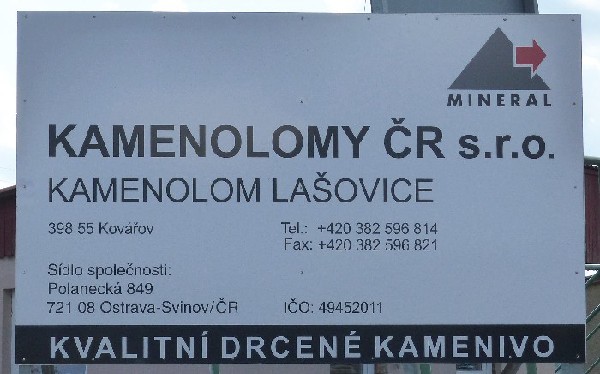 MINERAL
KAMENOLOMY ČR s.r.o.
KAMENOLOM LAŠOVICE
398 55 Kovářov
Tel.: +420 382 596 814
Fax: +420 382 596 821
Sídlo společnosti:
Polanecká 849
721 08 Ostrava-Svinov/ČR IČO: 49452011
KVALITNÍ DRCENÉ KAMENIVO